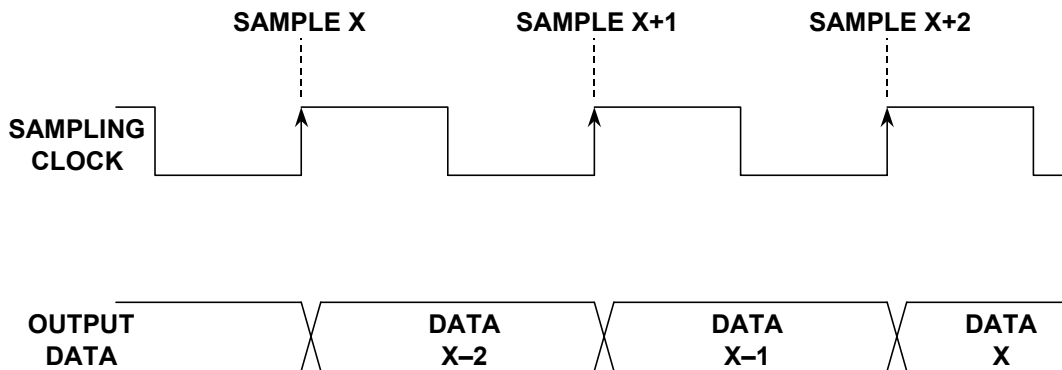 SAMPLE X
SAMPLE X+1
SAMPLE X+2
SAMPLING
CLOCK
OUTPUT
DATA
DATA
X–2
DATA
X–1
DATA
X